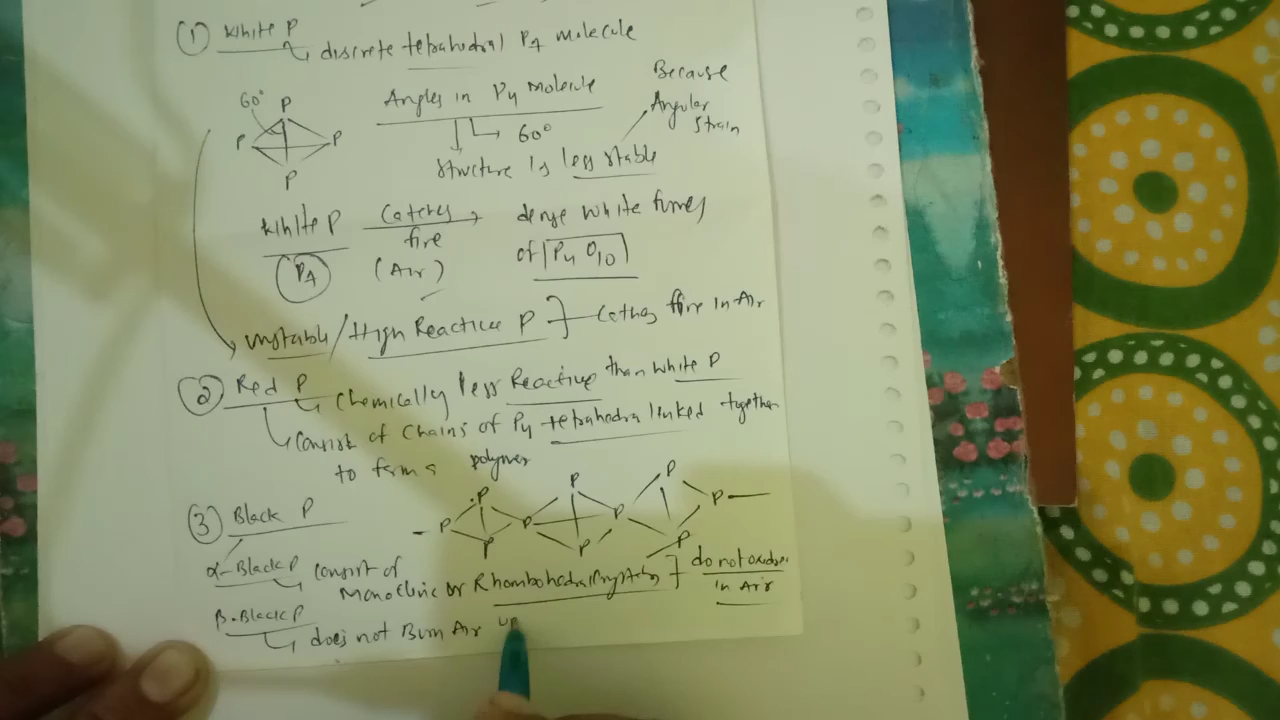 ① White P
discrete tetrahedral P4 molecule
60°
P
P P
P
Angles in P4 Molecule
60°
Structure is less stable
Because
Angular
Strain
White P Catches dense white fumes
fire
P4 (Air) of P4 O10
unstable/High Reactive P } Cathes fire in Air
② Red P Chemically less Reactive than white P
Consist of Chains of P4 tetrahedra linked together
to form a polymer
P P P
P P P P
P P P
③ Black P
α-Black P consist of
Monoclinic or Rhombohedral Crystals } do not oxidise
in Air
β-Black P
does not Burn Air up